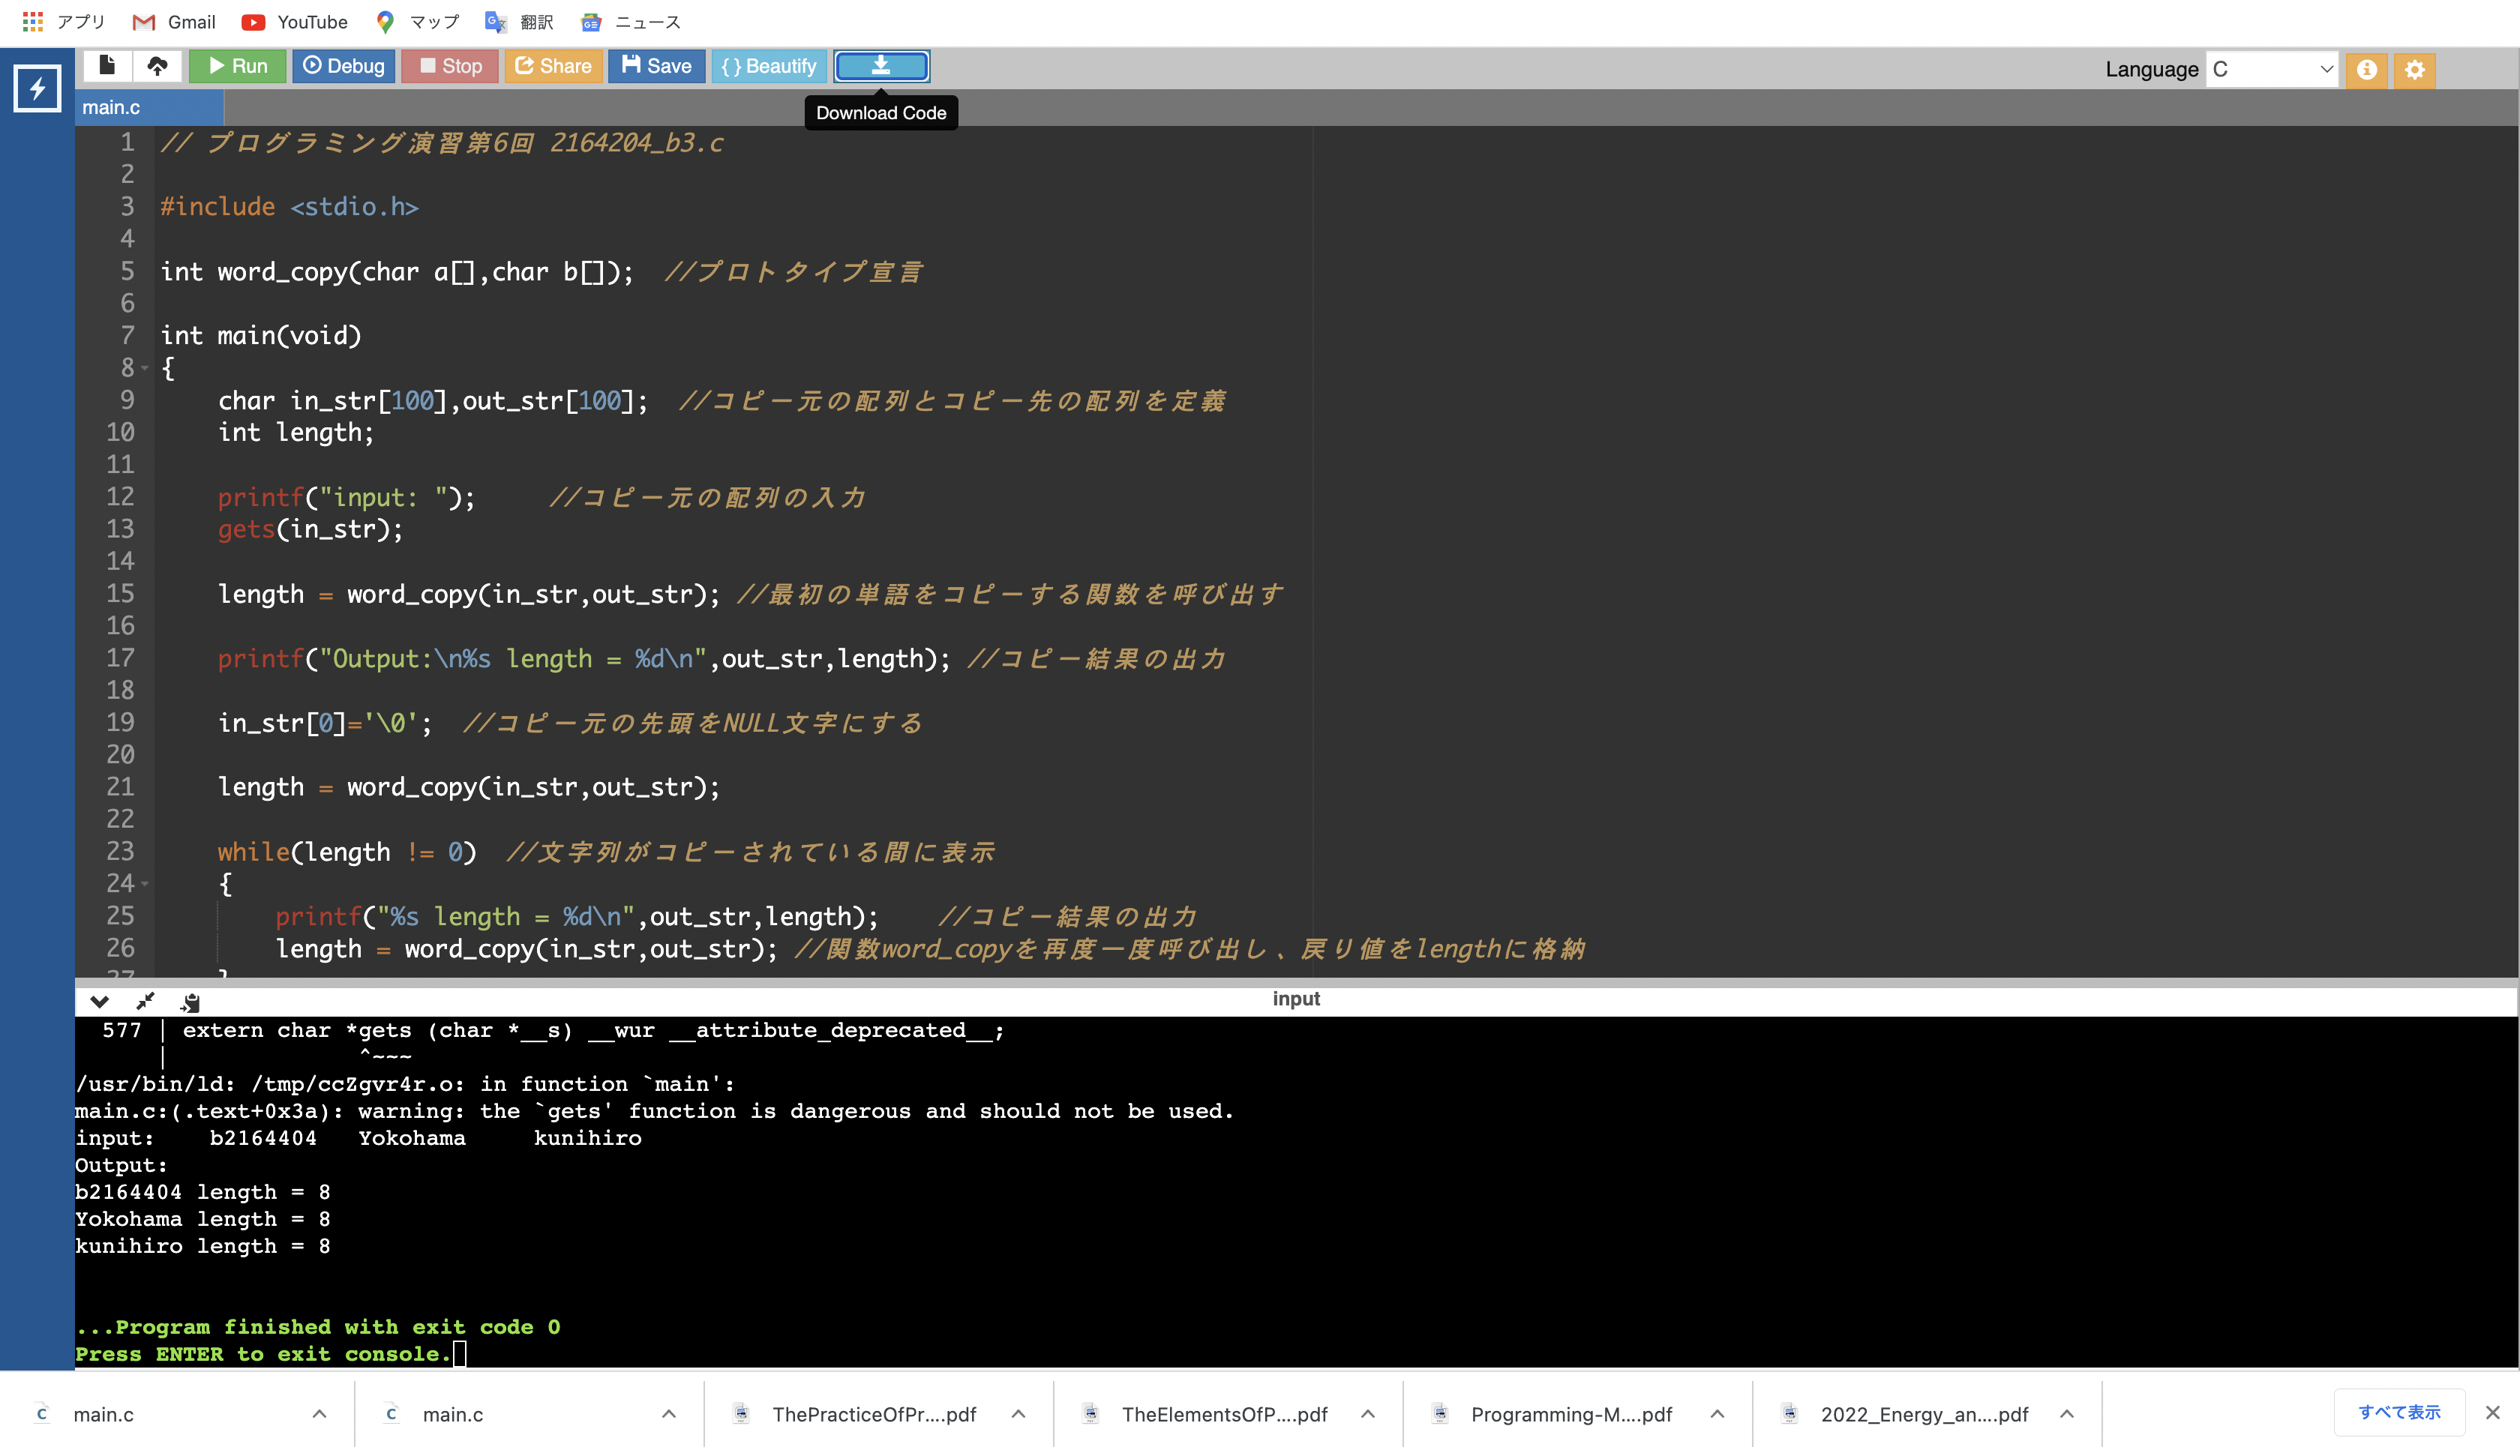 アプリ Gmail YouTube マップ 翻訳 ニュース
Run Debug Stop Share Save { } Beautify Language C
main.c
Download Code
1 // プログラミング演習第6回 2164204_b3.c
2
3 #include <stdio.h>
4
5 int word_copy(char a[],char b[]); //プロトタイプ宣言
6
7 int main(void)
8 {
9 char in_str[100],out_str[100]; //コピー元の配列とコピー先の配列を定義
10 int length;
11
12 printf("input: "); //コピー元の配列の入力
13 gets(in_str);
14
15 length = word_copy(in_str,out_str); //最初の単語をコピーする関数を呼び出す
16
17 printf("Output:\n%s length = %d\n",out_str,length); //コピー結果の出力
18
19 in_str[0]='\0'; //コピー元の先頭をNULL文字にする
20
21 length = word_copy(in_str,out_str);
22
23 while(length != 0) //文字列がコピーされている間に表示
24 {
25 printf("%s length = %d\n",out_str,length); //コピー結果の出力
26 length = word_copy(in_str,out_str); //関数word_copyを再度一度呼び出し、戻り値をlengthに格納
27 }
input
577 | extern char *gets (char *__s) __wur __attribute_deprecated__;
| ^~~~
/usr/bin/ld: /tmp/ccZgvr4r.o: in function `main':
main.c:(.text+0x3a): warning: the `gets' function is dangerous and should not be used.
input: b2164404 Yokohama kunihiro
Output:
b2164404 length = 8
Yokohama length = 8
kunihiro length = 8
...Program finished with exit code 0
Press ENTER to exit console.
main.c main.c ThePracticeOfPr....pdf TheElementsOfP....pdf Programming-M....pdf 2022_Energy_an....pdf すべて表示